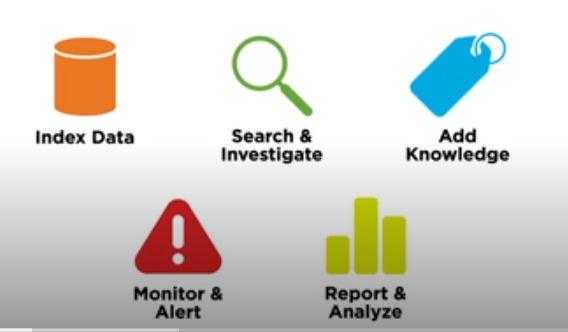 Index Data
Search &
Investigate
Add
Knowledge
Monitor &
Alert
Report &
Analyze